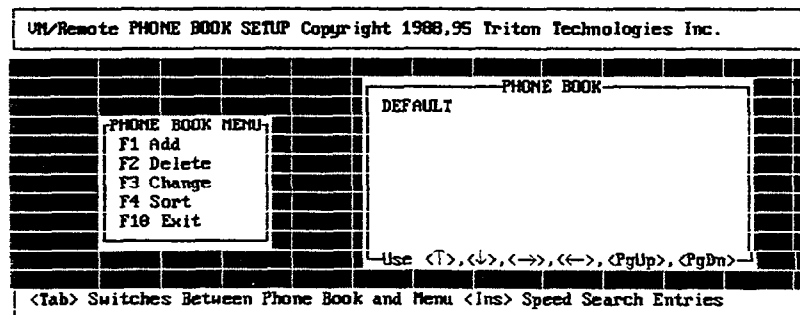 VM/Remote PHONE BOOK SETUP Copyright 1988,95 Triton Technologies Inc.
PHONE BOOK
DEFAULT
PHONE BOOK MENU
F1 Add
F2 Delete
F3 Change
F4 Sort
F10 Exit
Use <↑>,<↓>,<→>,<←>,<PgUp>,<PgDn>
<Tab> Switches Between Phone Book and Menu <Ins> Speed Search Entries